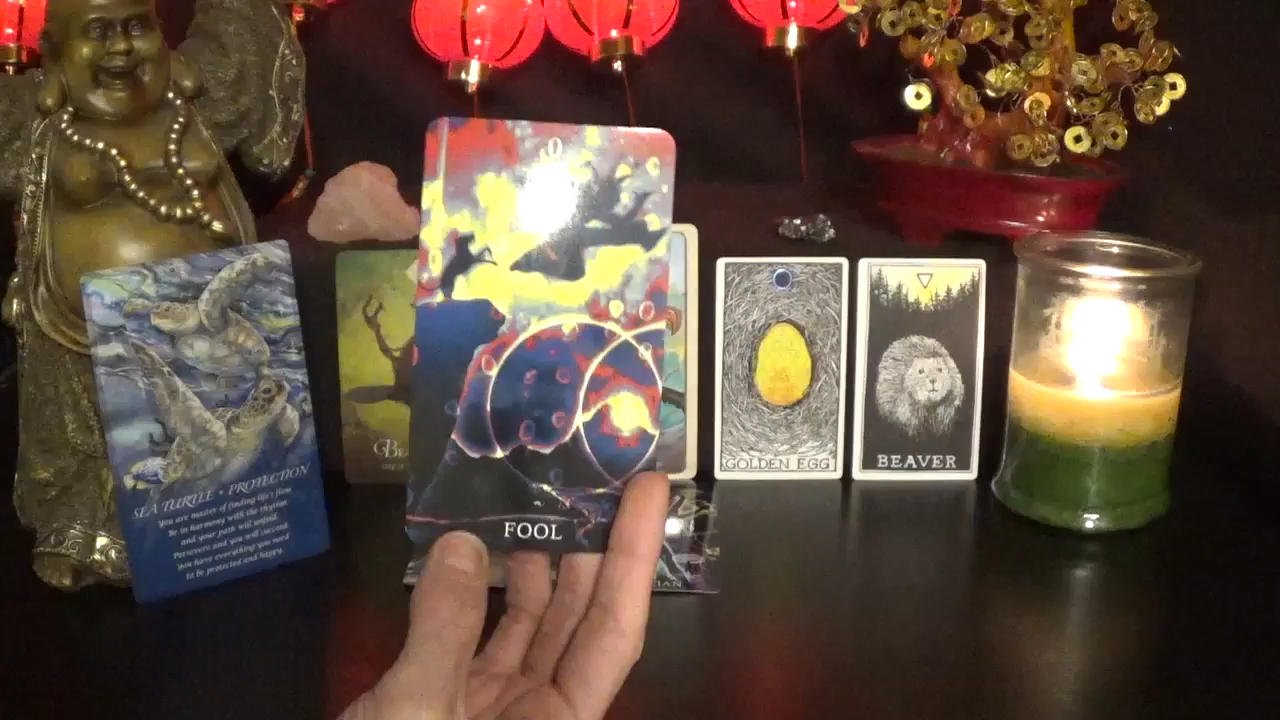 0
FOOL
SEA TURTLE • PROTECTION
You are master of finding life's flow
Be in harmony with the rhythm
and your path will unfold.
Persevere and you will succeed
You have everything you need
to be protected and happy.
GOLDEN EGG
BEAVER